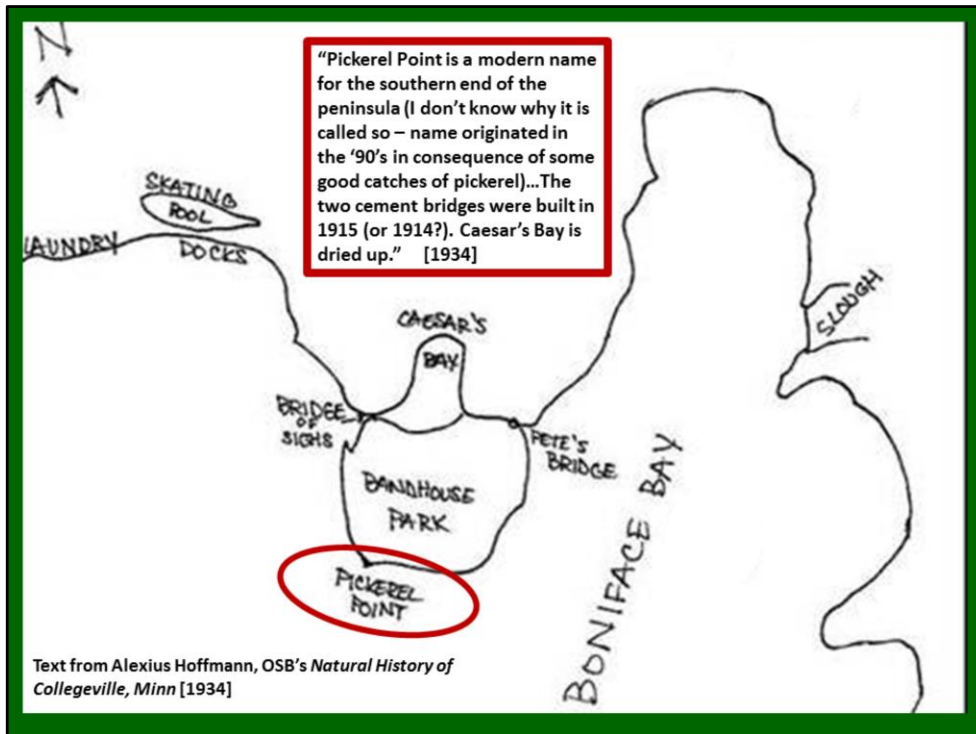 N
“Pickerel Point is a modern name
for the southern end of the
peninsula (I don’t know why it is
called so – name originated in
the ‘90’s in consequence of some
good catches of pickerel)...The
two cement bridges were built in
1915 (or 1914?). Caesar’s Bay is
dried up.” [1934]
SKATING
POOL
LAUNDRY
DOCKS
SLOUGH
CAESAR'S
BAY
BRIDGE
OF
SIGHS
PETE'S
BRIDGE
BANDHOUSE
PARK
BONIFACE BAY
PICKEREL
POINT
Text from Alexius Hoffmann, OSB’s Natural History of
Collegeville, Minn [1934]